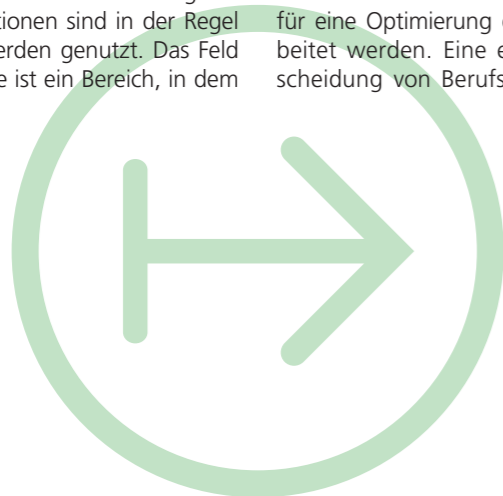 tionen sind in der Regel
erden genutzt. Das Feld
e ist ein Bereich, in dem
für eine Optimierung
beitet werden. Eine e
scheidung von Berufs